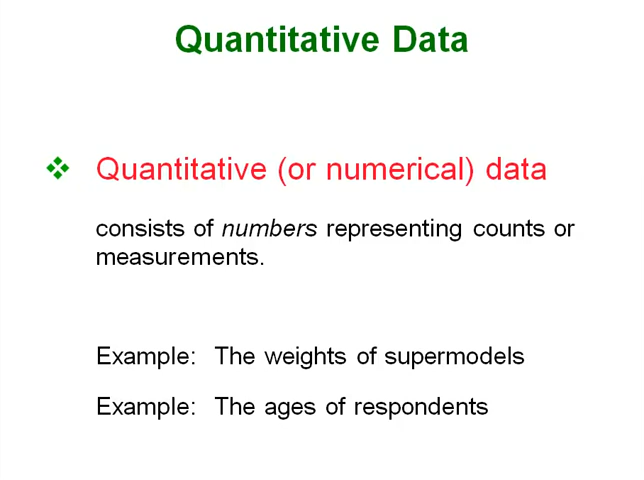 Quantitative Data
Quantitative (or numerical) data
consists of numbers representing counts or
measurements.
Example: The weights of supermodels
Example: The ages of respondents